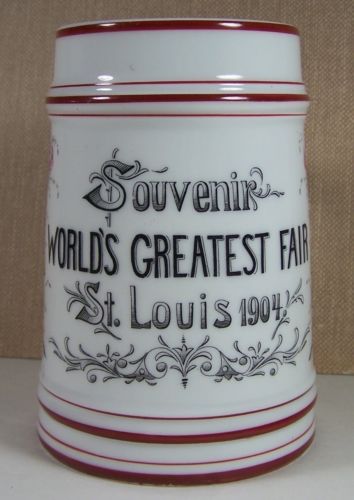 Souvenir
WORLD'S GREATEST FAIR
St. Louis 1904.